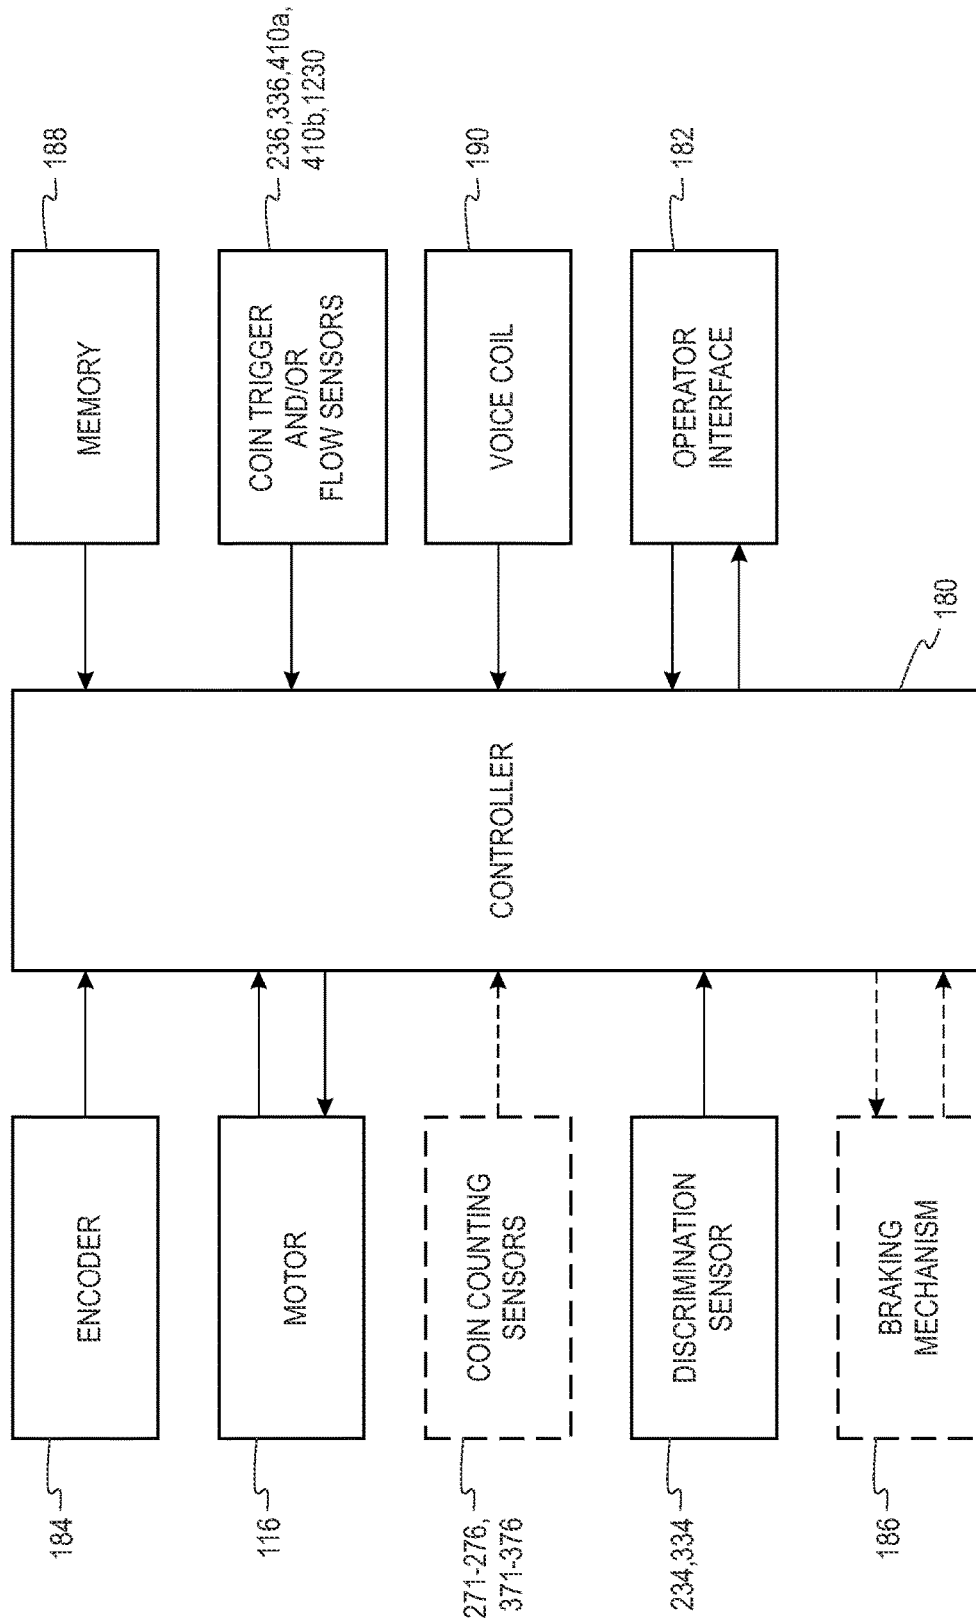 184
ENCODER
116
MOTOR
271-276,
371-376
COIN COUNTING
SENSORS
234,334
DISCRIMINATION
SENSOR
186
BRAKING
MECHANISM
CONTROLLER
180
MEMORY
188
COIN TRIGGER
AND/OR
FLOW SENSORS
236,336,410a,
410b,1230
VOICE COIL
190
OPERATOR
INTERFACE
182